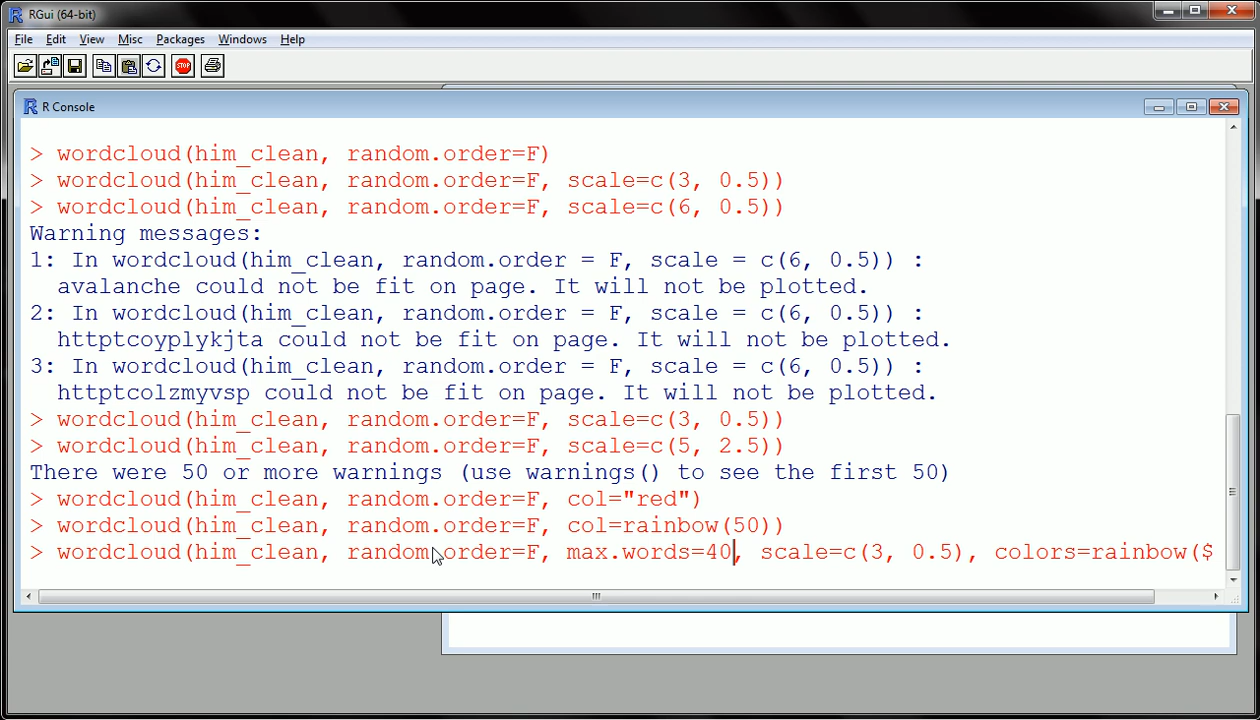 RGui (64-bit)
File Edit View Misc Packages Windows Help
STOP
R Console
> wordcloud(him_clean, random.order=F)
> wordcloud(him_clean, random.order=F, scale=c(3, 0.5))
> wordcloud(him_clean, random.order=F, scale=c(6, 0.5))
Warning messages:
1: In wordcloud(him_clean, random.order = F, scale = c(6, 0.5)) :
avalanche could not be fit on page. It will not be plotted.
2: In wordcloud(him_clean, random.order = F, scale = c(6, 0.5)) :
httptcoyplykjta could not be fit on page. It will not be plotted.
3: In wordcloud(him_clean, random.order = F, scale = c(6, 0.5)) :
httptcolzmyvsp could not be fit on page. It will not be plotted.
> wordcloud(him_clean, random.order=F, scale=c(3, 0.5))
> wordcloud(him_clean, random.order=F, scale=c(5, 2.5))
There were 50 or more warnings (use warnings() to see the first 50)
> wordcloud(him_clean, random.order=F, col="red")
> wordcloud(him_clean, random.order=F, col=rainbow(50))
> wordcloud(him_clean, random.order=F, max.words=40, scale=c(3, 0.5), colors=rainbow($